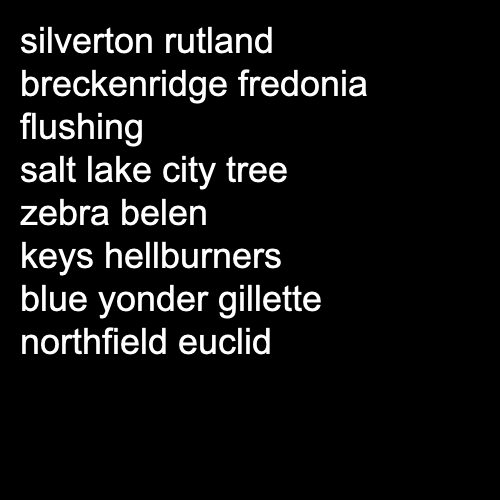 silverton rutland
breckenridge fredonia
flushing
salt lake city tree
zebra belen
keys hellburners
blue yonder gillette
northfield euclid